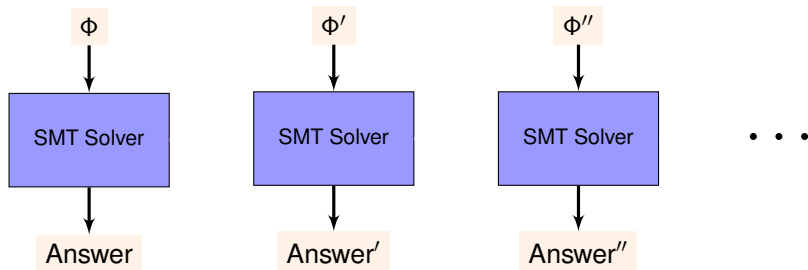 Φ Φ′ Φ″
SMT Solver SMT Solver SMT Solver . . .
Answer Answer′ Answer″